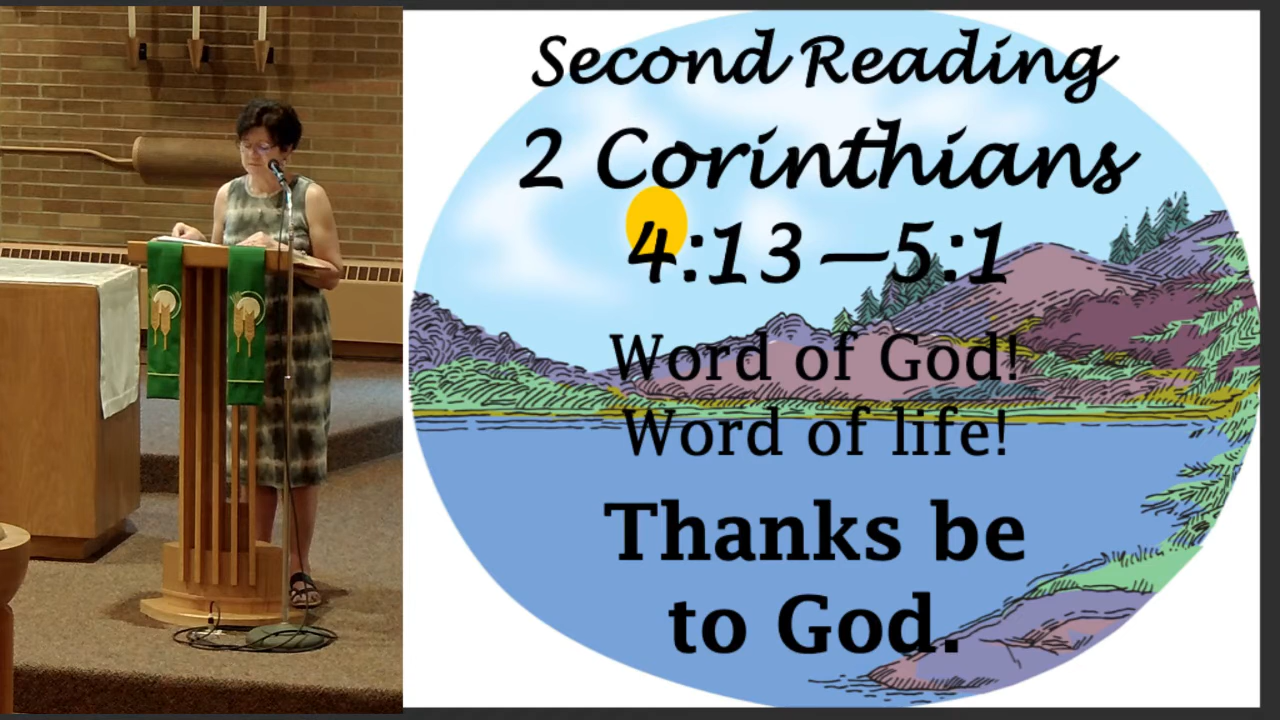 Second Reading
2 Corinthians
4:13—5:1
Word of God!
Word of life!
Thanks be
to God.